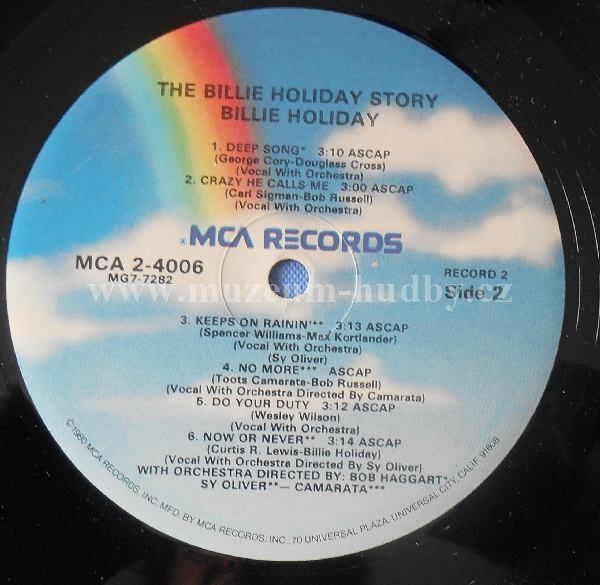 THE BILLIE HOLIDAY STORY
BILLIE HOLIDAY
1. DEEP SONG* 3:10 ASCAP
(George Cory-Douglass Cross)
(Vocal With Orchestra)
2. CRAZY HE CALLS ME 3:00 ASCAP
(Carl Sigman-Bob Russell)
(Vocal With Orchestra)
® MCA RECORDS
MCA 2-4006
MG7-7282
RECORD 2
Side 2
www.muzeum-hudby.cz
3. KEEPS ON RAININ'** 3:13 ASCAP
(Spencer Williams-Max Kortlander)
(Vocal With Orchestra)
(Sy Oliver)
4. NO MORE*** ASCAP
(Toots Camarata-Bob Russell)
(Vocal With Orchestra Directed By Camarata)
5. DO YOUR DUTY 3:12 ASCAP
(Wesley Wilson)
(Vocal With Orchestra)
6. NOW OR NEVER** 3:14 ASCAP
(Curtis R. Lewis-Billie Holiday)
(Vocal With Orchestra Directed By Sy Oliver)
WITH ORCHESTRA DIRECTED BY: BOB HAGGART*
SY OLIVER**— CAMARATA***
©1980 MCA RECORDS, INC. MFD. BY MCA RECORDS, INC., 70 UNIVERSAL PLAZA, UNIVERSAL CITY, CALIF. 91608